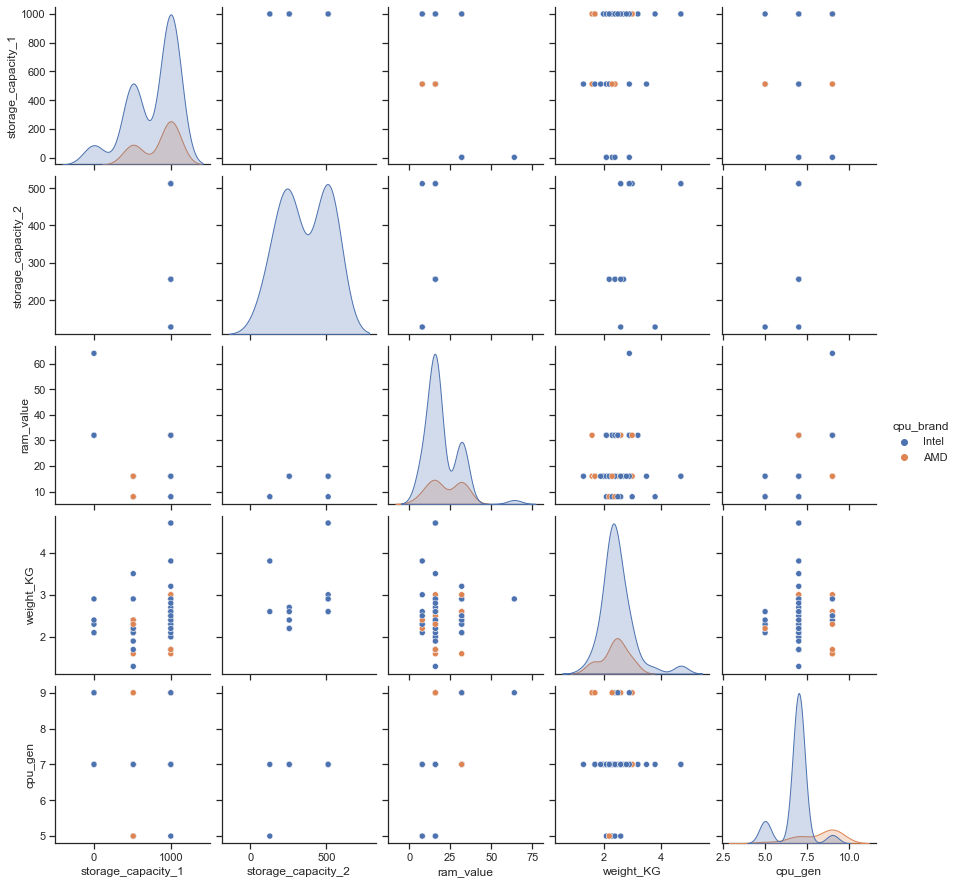 1000
800
600
400
200
0
storage_capacity_1
500
400
300
200
storage_capacity_2
60
50
40
30
20
10
ram_value
cpu_brand
Intel
AMD
4
3
2
weight_KG
9
8
7
6
5
cpu_gen
0 1000
0 500
0 25 50 75
2 4
2.5 5.0 7.5 10.0
storage_capacity_1
storage_capacity_2
ram_value
weight_KG
cpu_gen